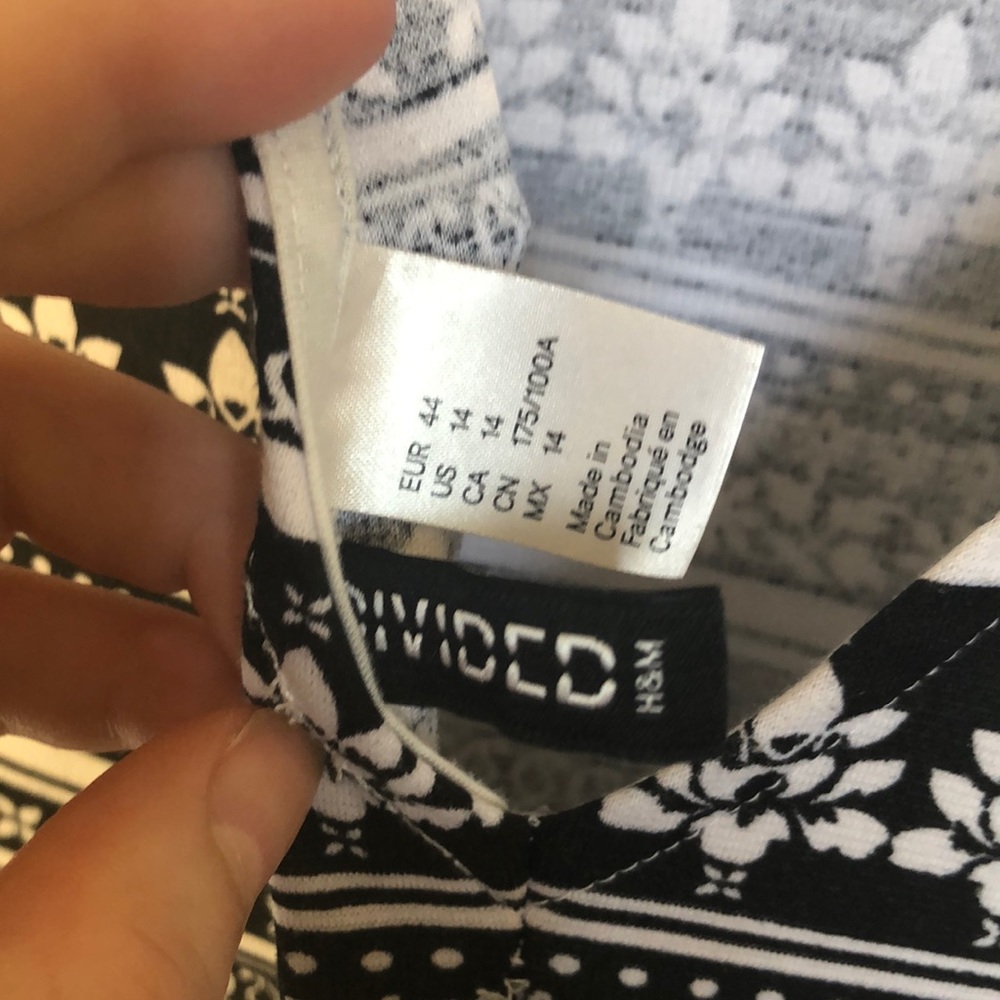 EUR 44
US 14
CA 14
CN 175/100A
MX 14
Made in
Cambodia
Fabriqué en
Cambodge
DIVIDED
H&M